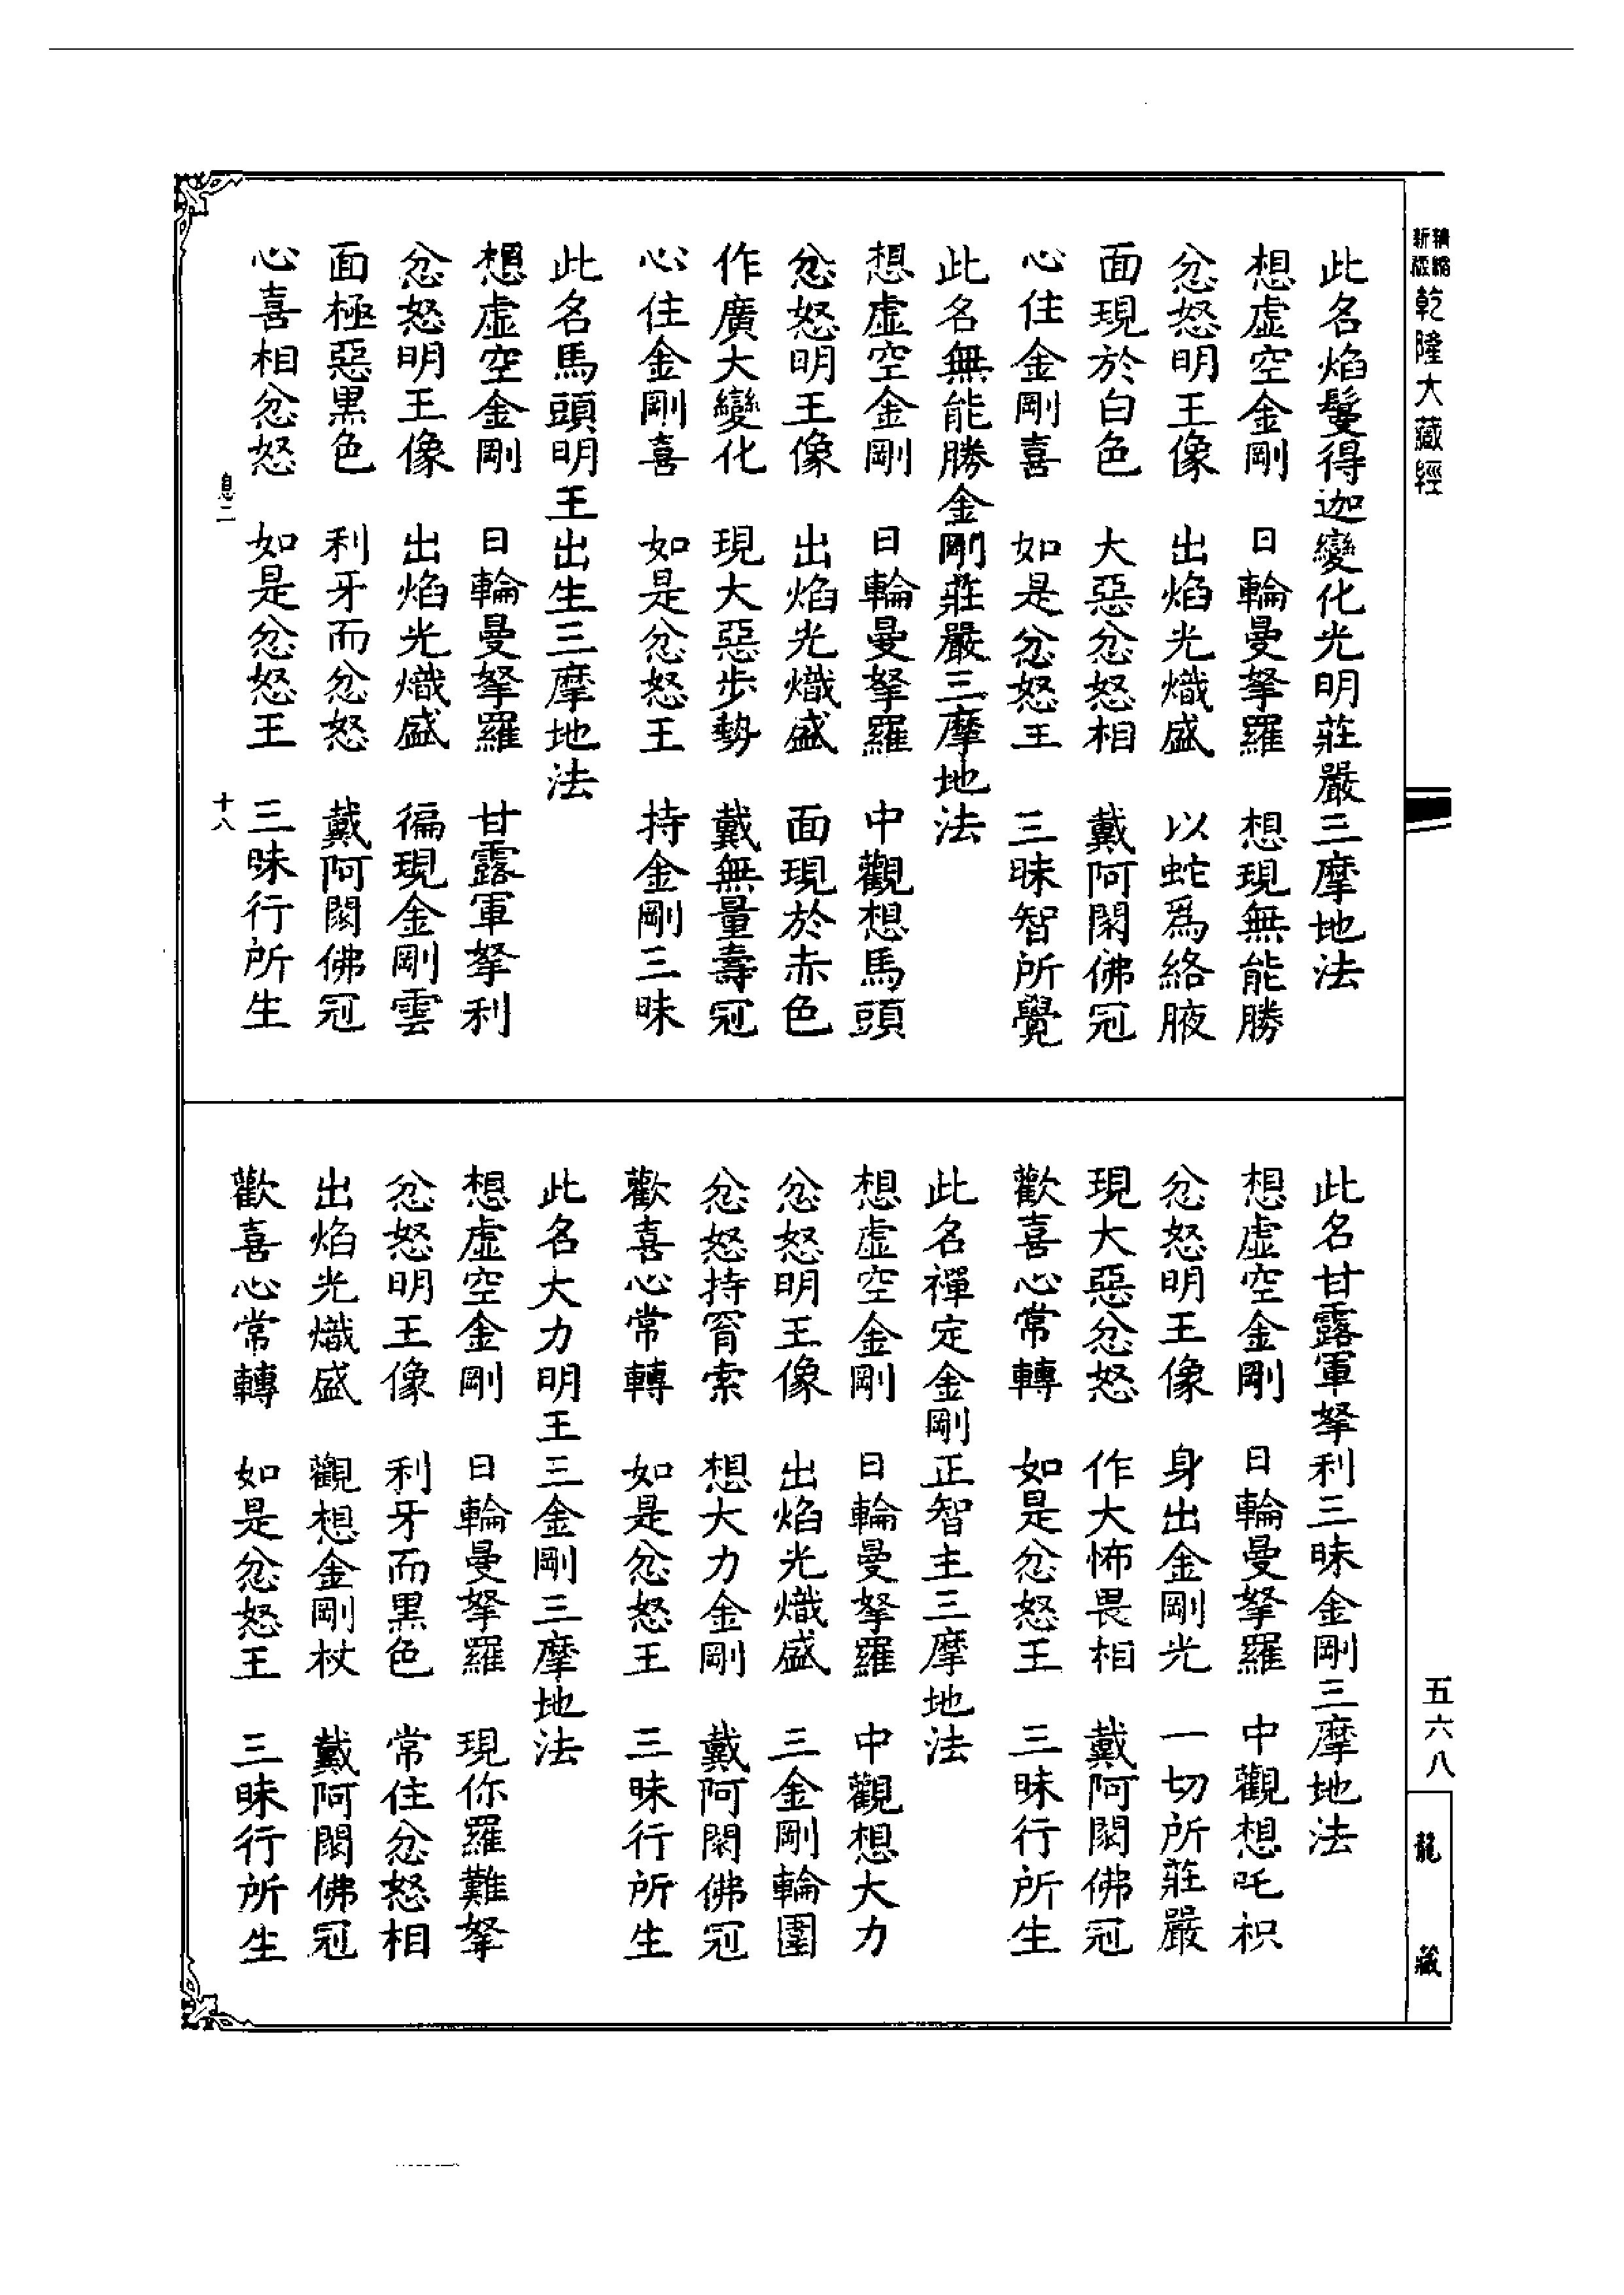 新精版縮乾隆大藏經
此名焰鬘得迦變化光明莊嚴三摩地法
想虛空金剛　日輪曼拏羅　想現無能勝
忿怒明王像　出焰光熾盛　以蛇爲絡腋
面現於白色　大惡忿怒相　戴阿閦佛冠
心住金剛喜　如是忿怒王　三昧智所覺
此名無能勝金剛莊嚴三摩地法
想虛空金剛　日輪曼拏羅　中觀想馬頭
忿怒明王像　出焰光熾盛　面現於赤色
作廣大變化　現大惡步勢　戴無量壽冠
心住金剛喜　如是忿怒王　持金剛三昧
此名馬頭明王出生三摩地法
想虛空金剛　日輪曼拏羅　甘露軍拏利
忿怒明王像　出焰光熾盛　徧現金剛雲
面極惡黑色　利牙而忿怒　戴阿閦佛冠
心喜相忿怒　如是忿怒王　三昧行所生
息二　十八
此名甘露軍拏利三昧金剛三摩地法
想虛空金剛　日輪曼拏羅　中觀想吒枳
忿怒明王像　身出金剛光　一切所莊嚴
現大惡忿怒　作大怖畏相　戴阿閦佛冠
歡喜心常轉　如是忿怒王　三昧行所生
此名禪定金剛正智主三摩地法
想虛空金剛　日輪曼拏羅　中觀想大力
忿怒明王像　出焰光熾盛　三金剛輪圍
忿怒持罥索　想大力金剛　戴阿閦佛冠
歡喜心常轉　如是忿怒王　三昧行所生
此名大力明王三金剛三摩地法
想虛空金剛　日輪曼拏羅　現你羅難拏
忿怒明王像　利牙而黑色　常住忿怒相
出焰光熾盛　觀想金剛杖　戴阿閦佛冠
歡喜心常轉　如是忿怒王　三昧行所生
五六八
龍藏